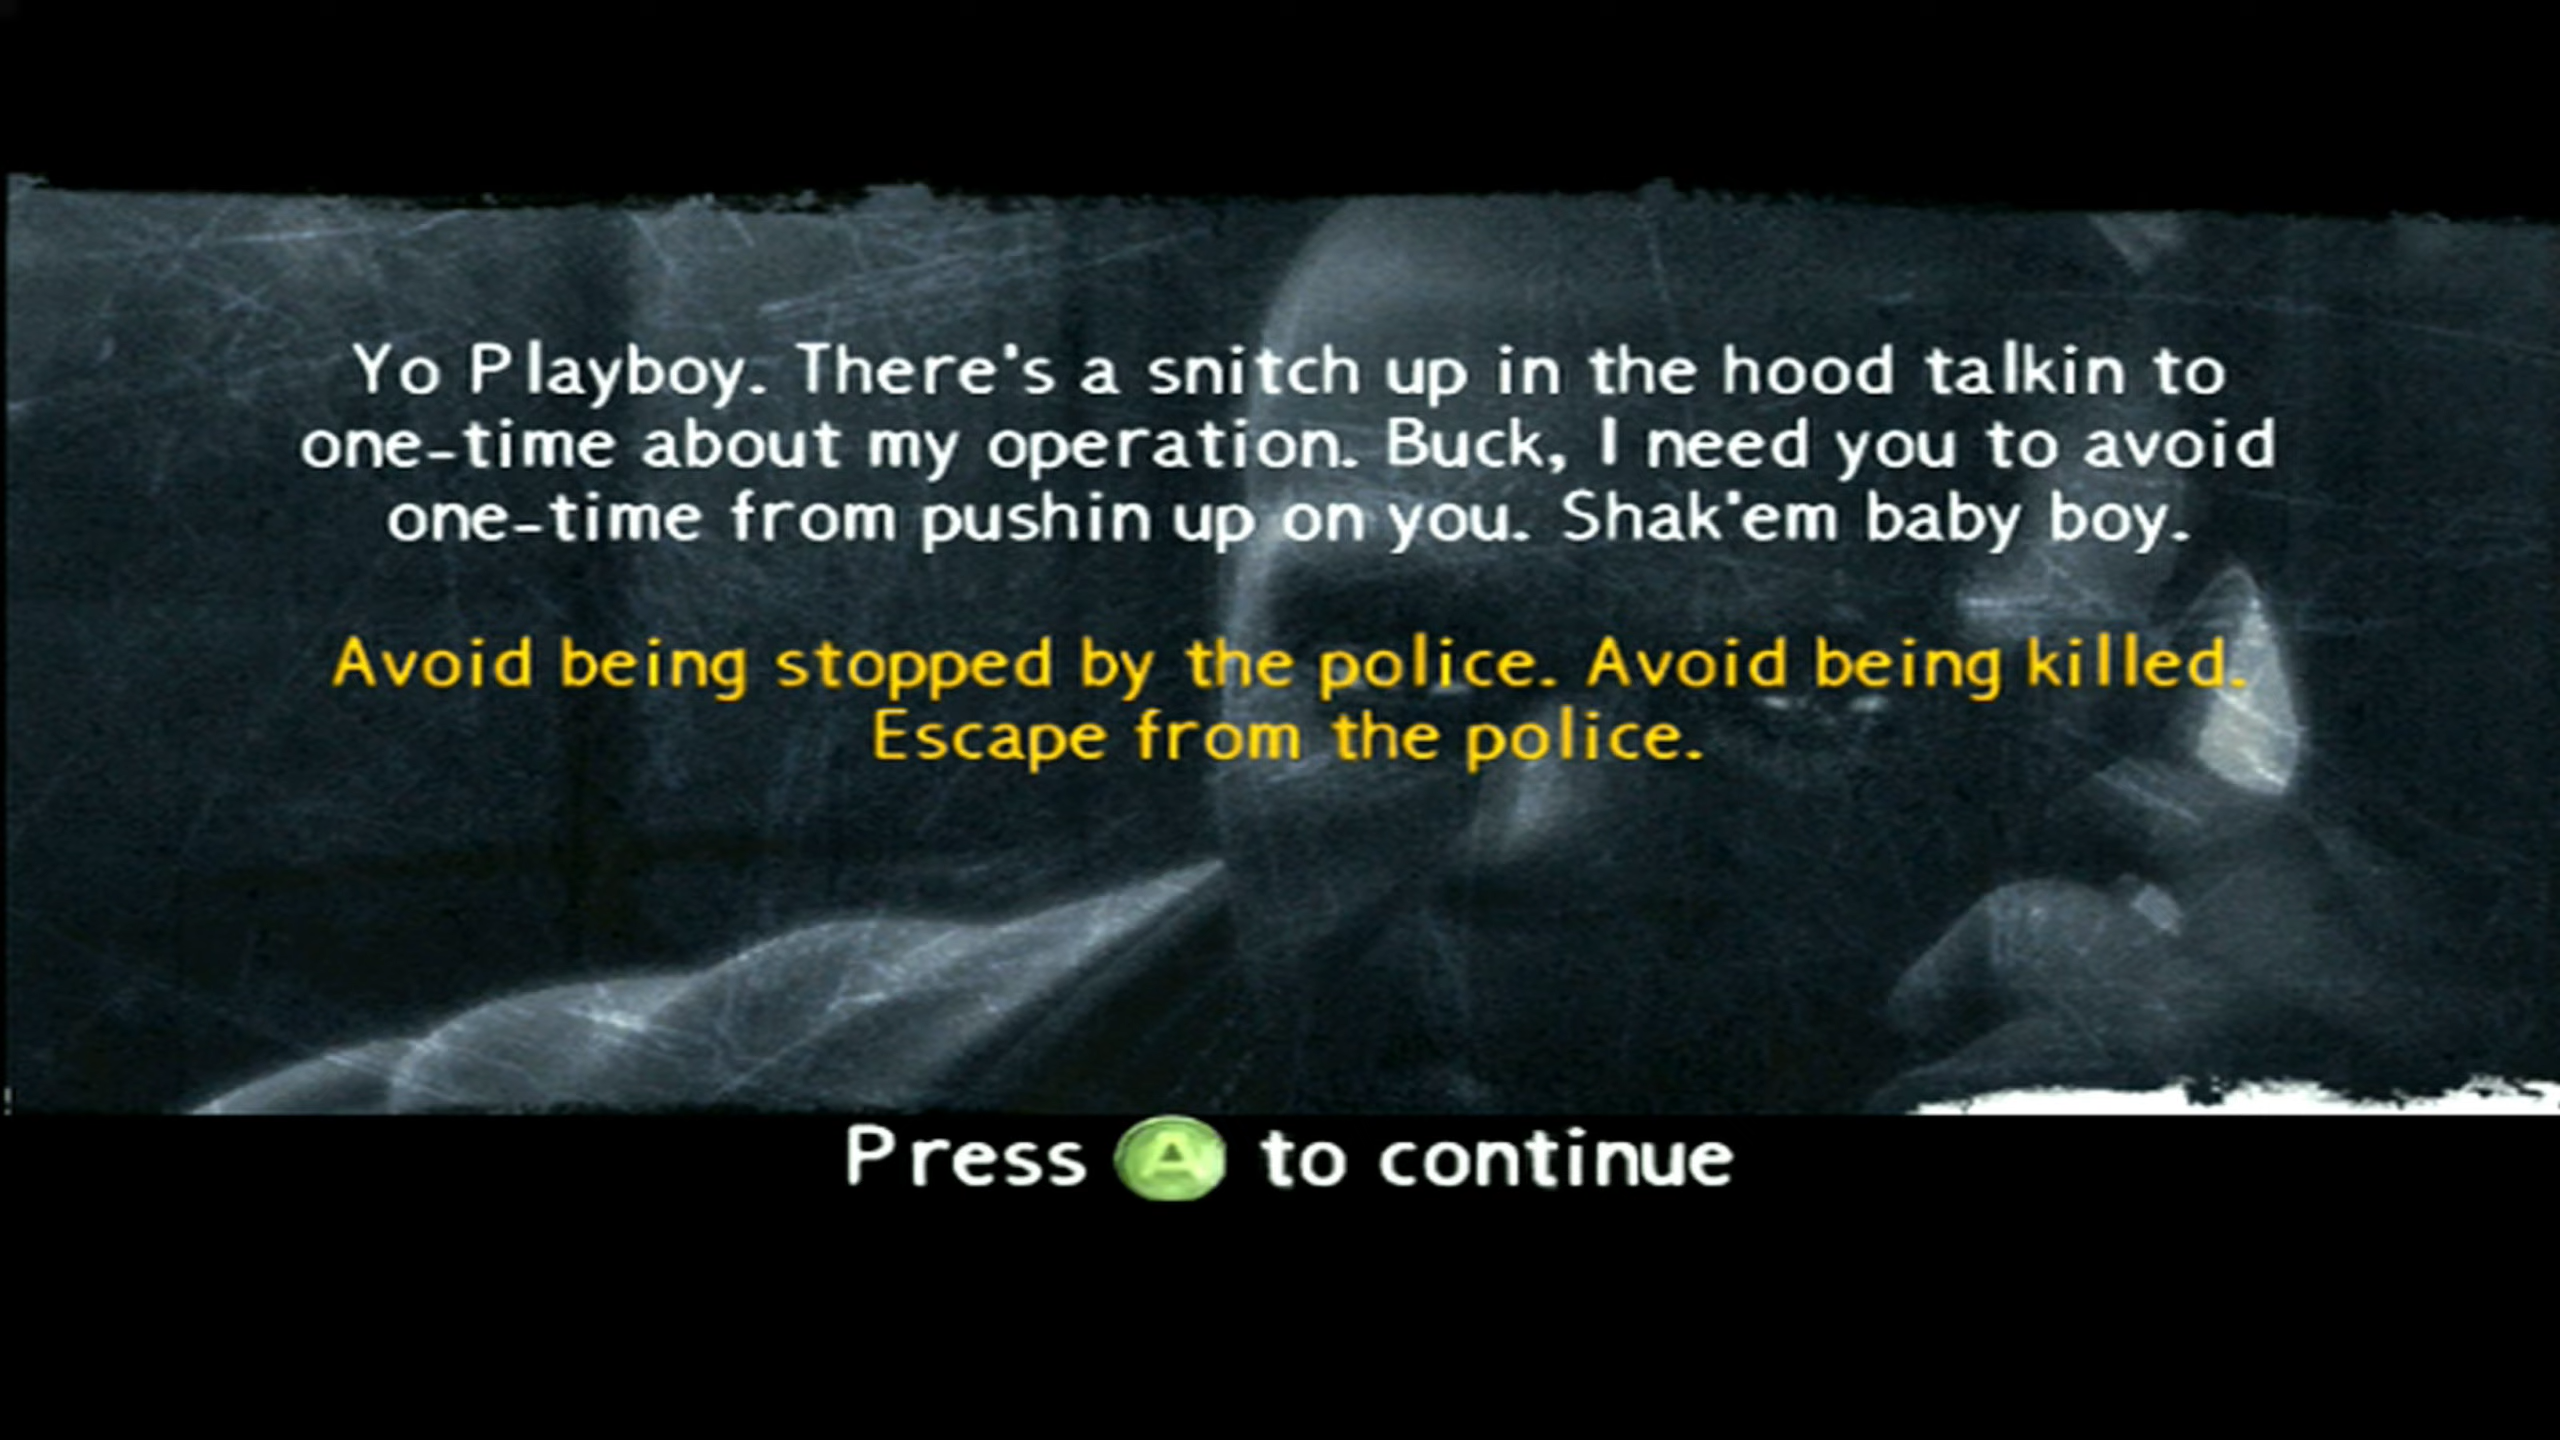 Yo Playboy. There's a snitch up in the hood talkin to
one-time about my operation. Buck, I need you to avoid
one-time from pushin up on you. Shak'em baby boy.
Avoid being stopped by the police. Avoid being killed.
Escape from the police.
Press A to continue